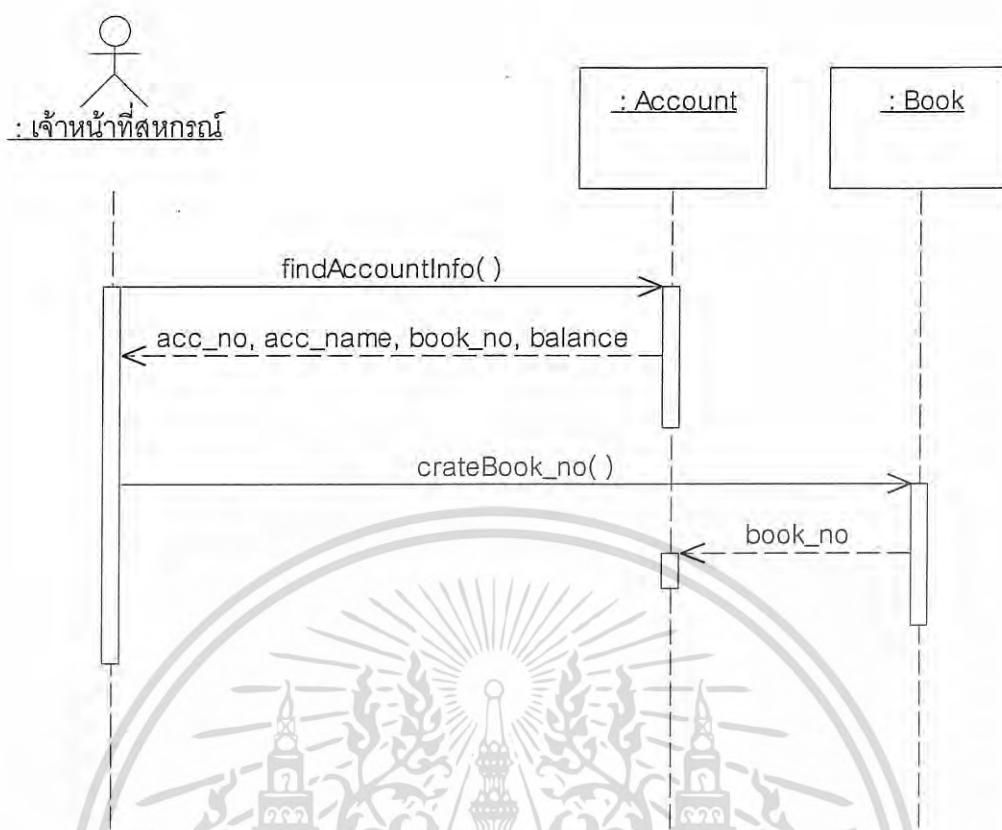 : เจ้าหน้าที่สหกรณ์
: Account
: Book
findAccountInfo( )
acc_no, acc_name, book_no, balance
crateBook_no( )
book_no